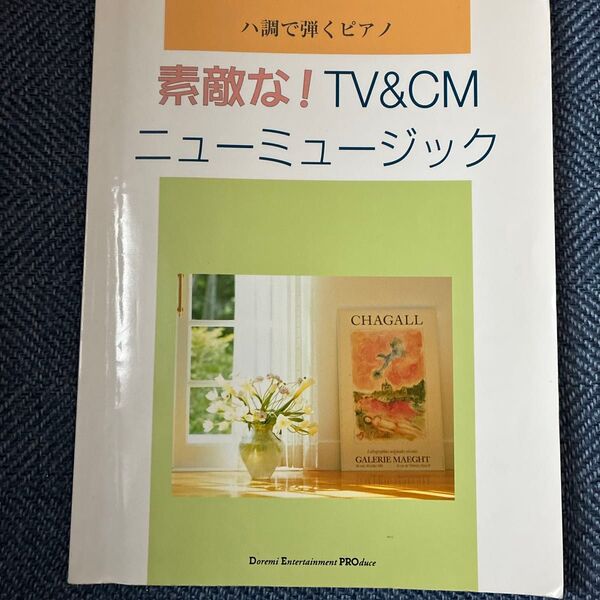 ハ調で弾くピアノ
素敵な！TV&CM
ニューミュージック
CHAGALL
GALERIE MAEGHT
Doremi Entertainment PROduce